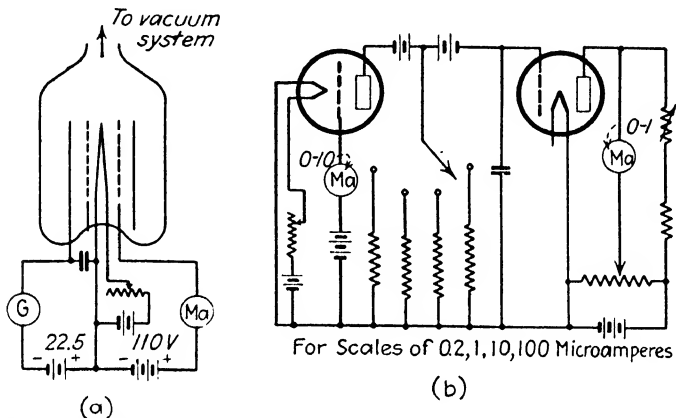 To vacuum
system
G
Ma
22.5
110V
- +
- +
(a)
0-10
Ma
0-1
Ma
For Scales of 0.2,1,10,100 Microamperes
(b)